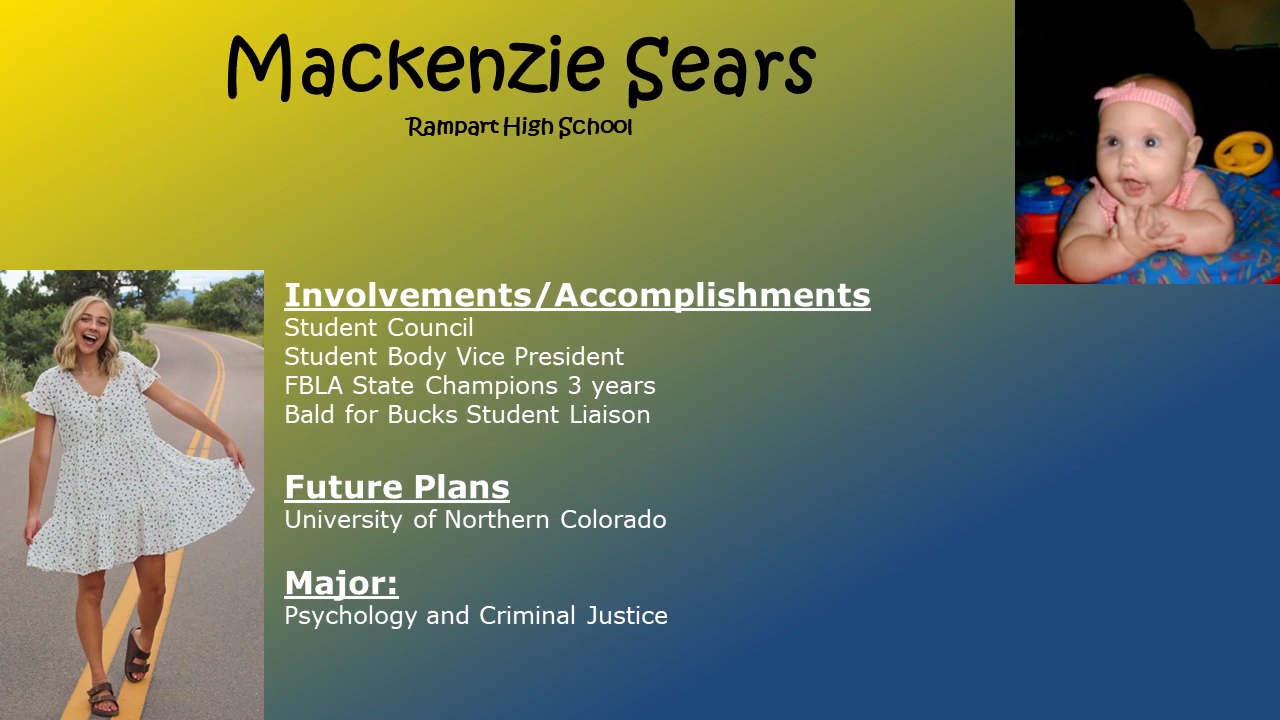 Mackenzie Sears
Rampart High School
Involvements/Accomplishments
Student Council
Student Body Vice President
FBLA State Champions 3 years
Bald for Bucks Student Liaison
Future Plans
University of Northern Colorado
Major:
Psychology and Criminal Justice